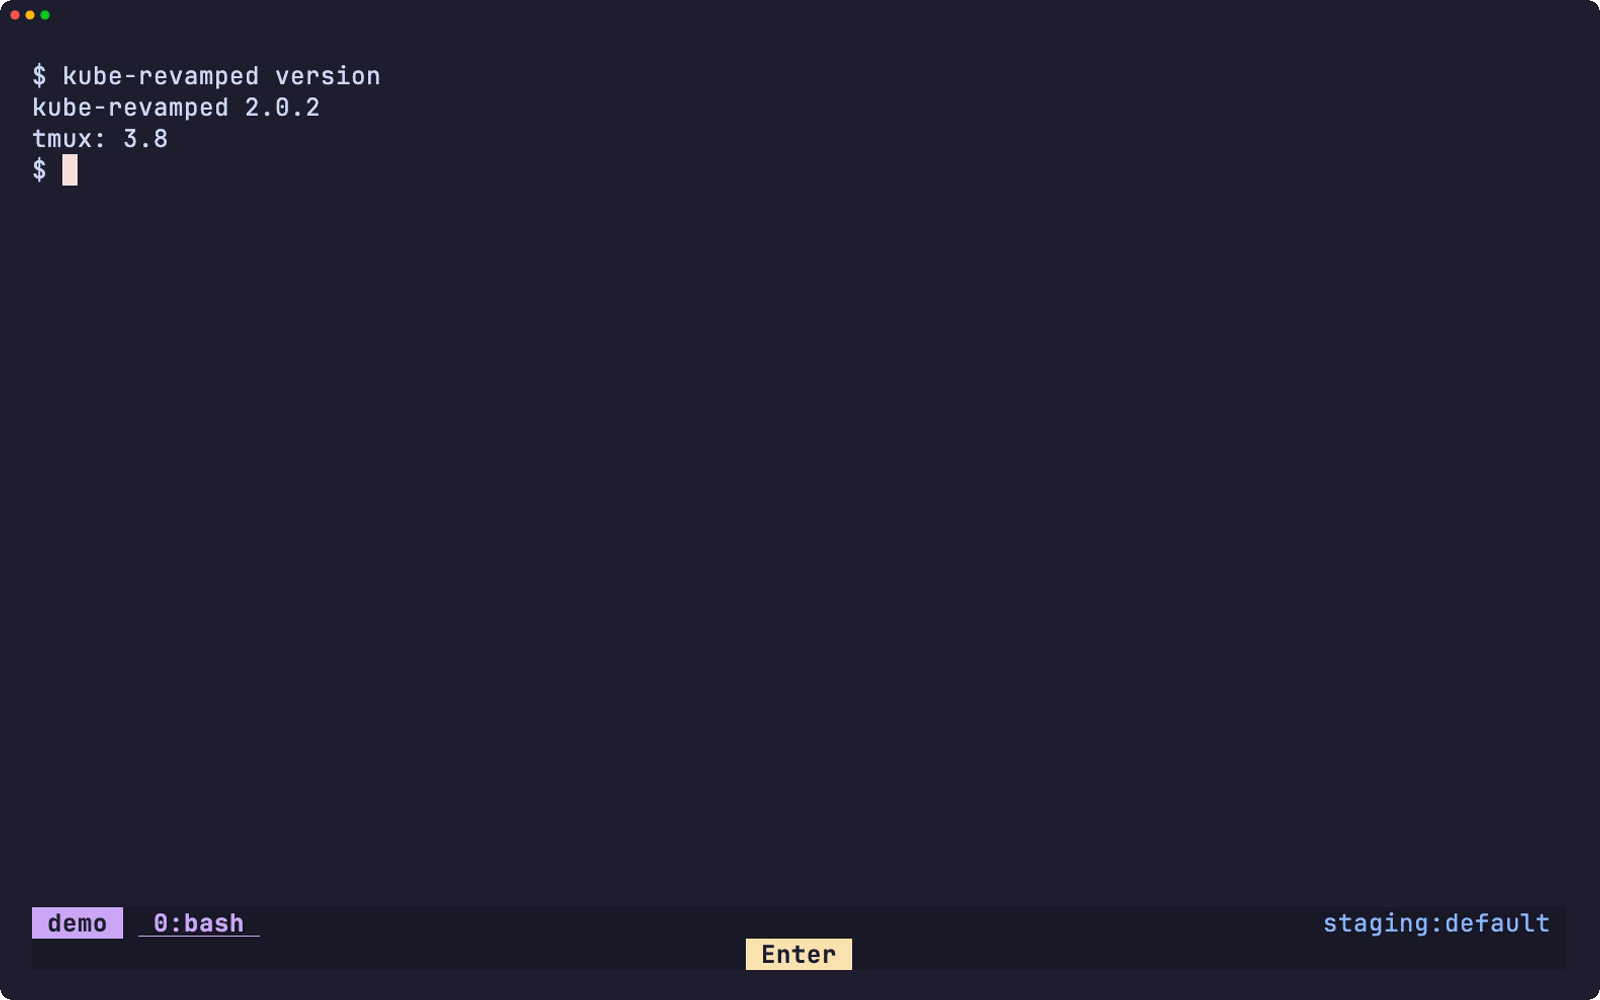 $ kube-revamped version
kube-revamped 2.0.2
tmux: 3.8
$
demo 0:bash staging:default
Enter